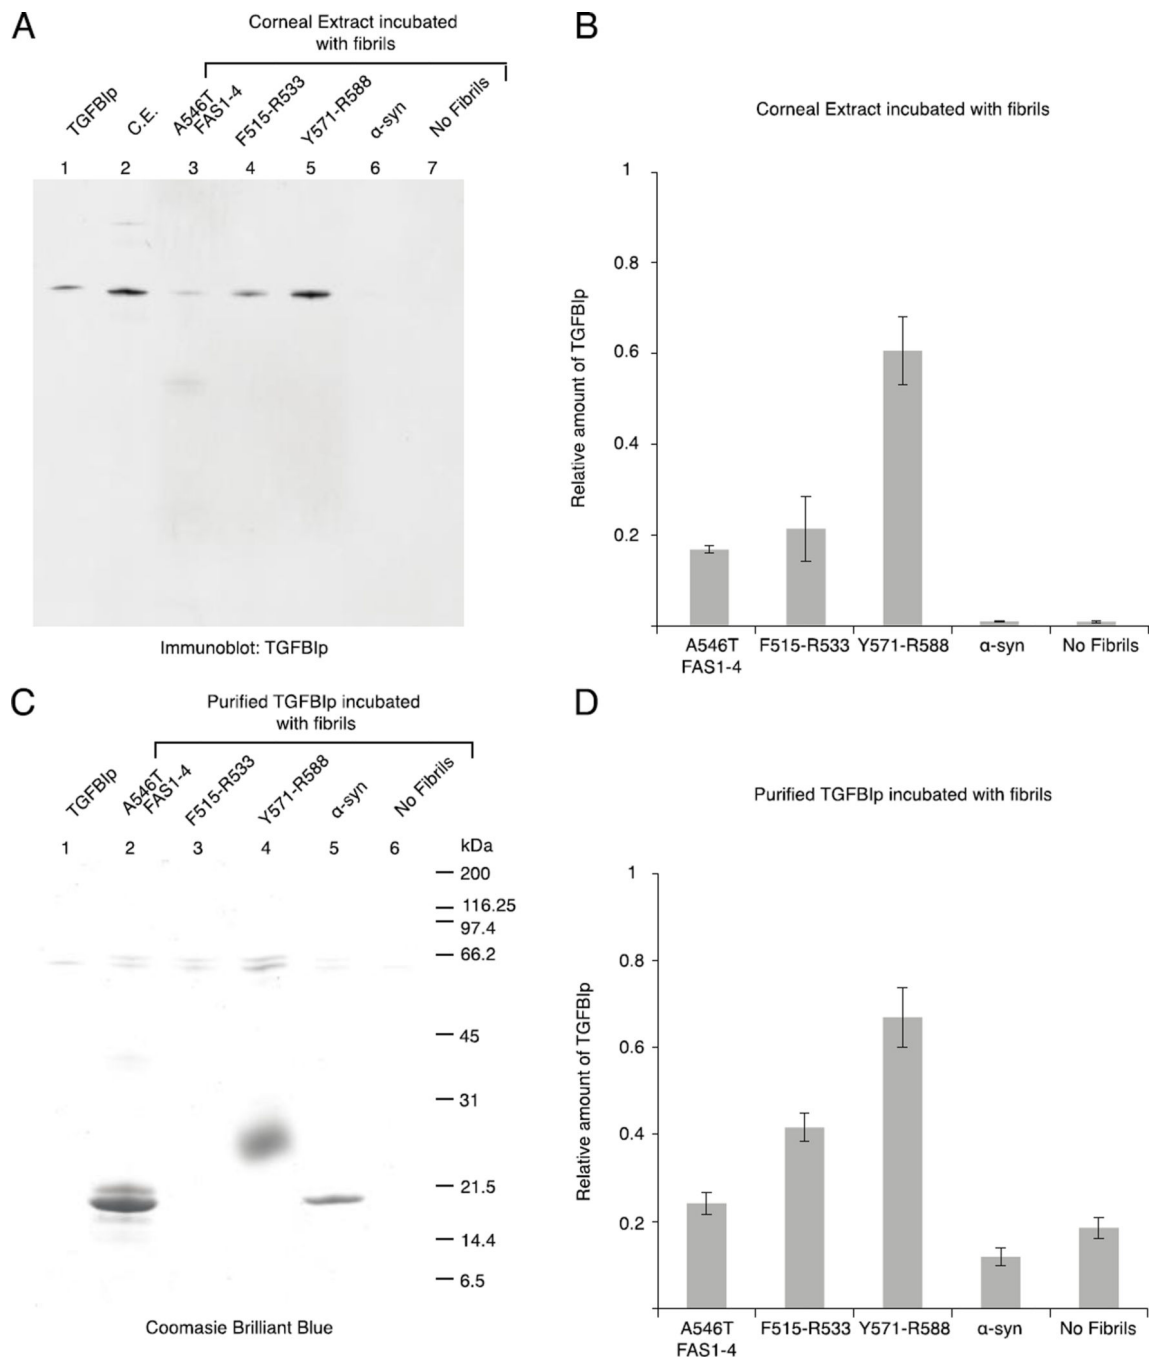 A
Corneal Extract incubated
with fibrils
TGFBIp
C.E.
A546T
FAS1-4
F515-R533
Y571-R588
α-syn
No Fibrils
1 2 3 4 5 6 7
Immunoblot: TGFBIp
B
Corneal Extract incubated with fibrils
Relative amount of TGFBIp
1
0.8
0.6
0.4
0.2
A546T
FAS1-4
F515-R533
Y571-R588
α-syn
No Fibrils
C
Purified TGFBIp incubated
with fibrils
TGFBIp
A546T
FAS1-4
F515-R533
Y571-R588
α-syn
No Fibrils
1 2 3 4 5 6
kDa
200
116.25
97.4
66.2
45
31
21.5
14.4
6.5
Coomasie Brilliant Blue
D
Purified TGFBIp incubated with fibrils
Relative amount of TGFBIp
1
0.8
0.6
0.4
0.2
A546T
FAS1-4
F515-R533
Y571-R588
α-syn
No Fibrils